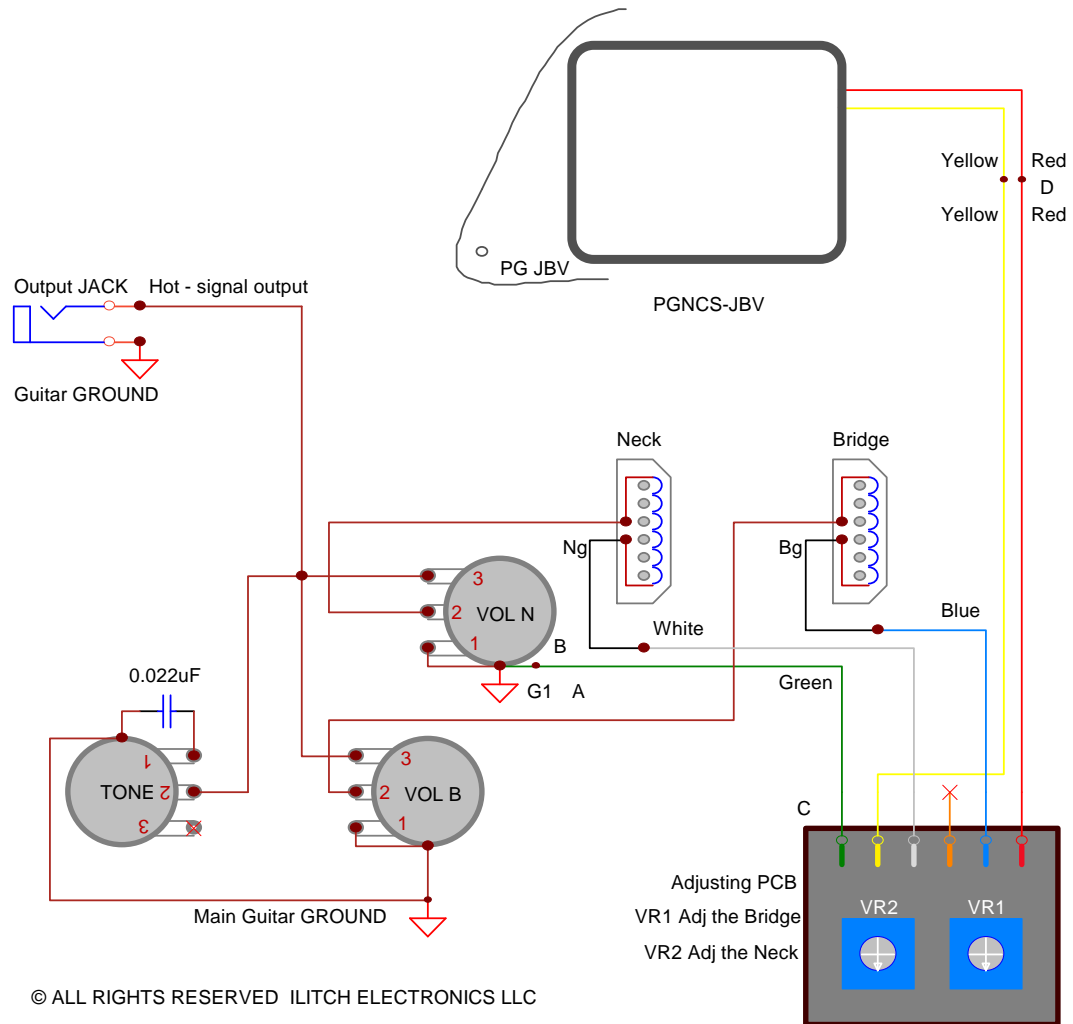 Yellow Red
D
Yellow Red
PG JBV
PGNCS-JBV
Output JACK Hot - signal output
Guitar GROUND
Neck
Bridge
Ng
Bg
3
2 VOL N
1
White
Blue
B
G1 A
Green
0.022uF
1
TONE 2
3
3
2 VOL B
1
C
Main Guitar GROUND
Adjusting PCB
VR1 Adj the Bridge
VR2 Adj the Neck
VR2 VR1
© ALL RIGHTS RESERVED ILITCH ELECTRONICS LLC